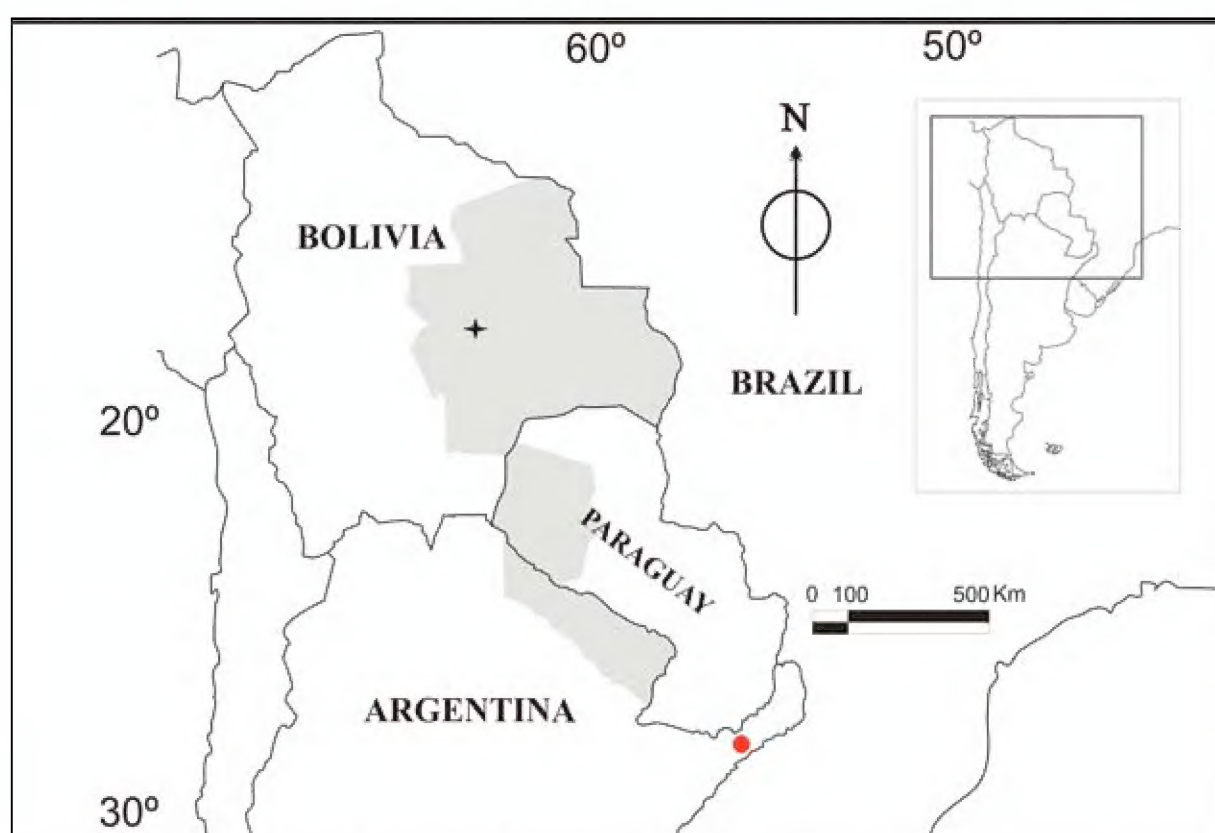 60º
50º
N
BOLIVIA
BRAZIL
20º
PARAGUAY
0 100 500 Km
ARGENTINA
30º